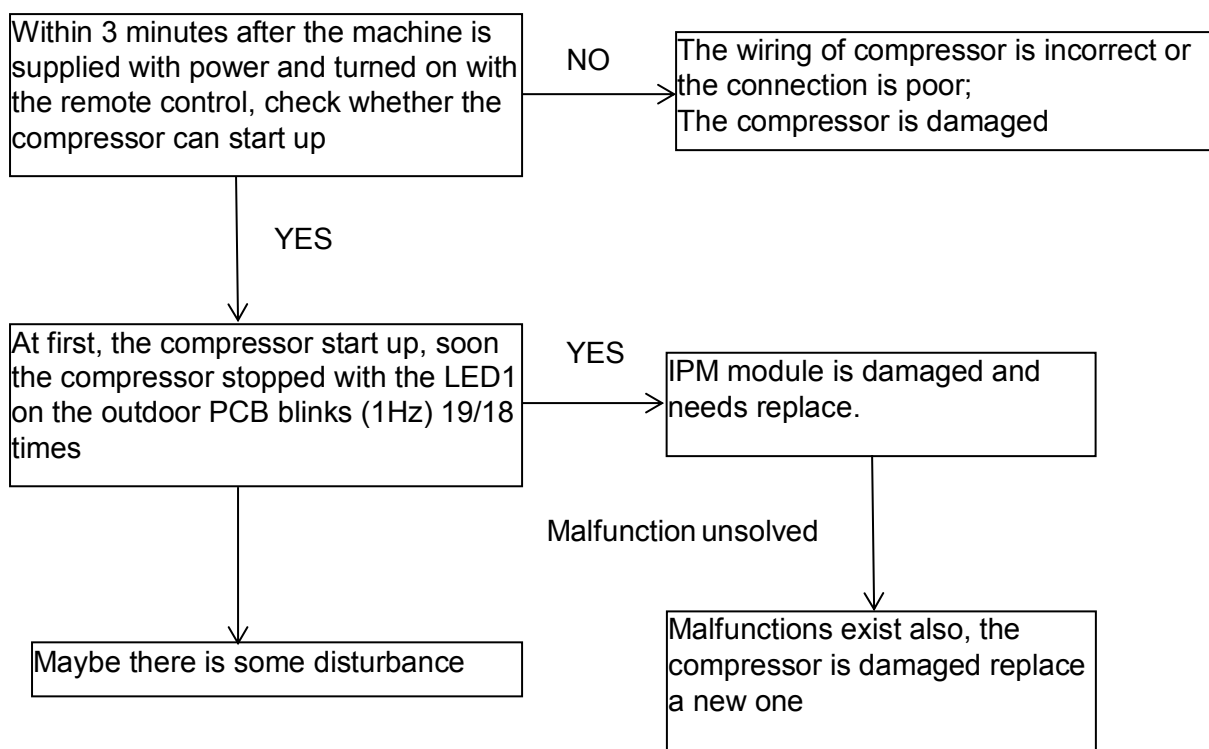 Within 3 minutes after the machine is
supplied with power and turned on with
the remote control, check whether the
compressor can start up
NO
The wiring of compressor is incorrect or
the connection is poor;
The compressor is damaged
YES
At first, the compressor start up, soon
the compressor stopped with the LED1
on the outdoor PCB blinks (1Hz) 19/18
times
YES
IPM module is damaged and
needs replace.
Malfunction unsolved
Maybe there is some disturbance
Malfunctions exist also, the
compressor is damaged replace
a new one